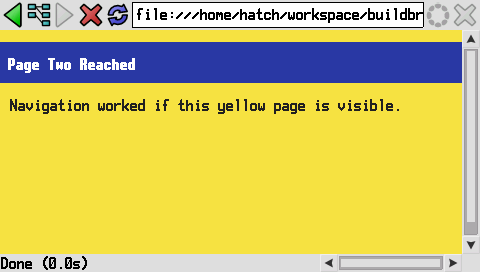 file:///home/hatch/workspace/buildbr
Page Two Reached
Navigation worked if this yellow page is visible.
Done (0.0s)